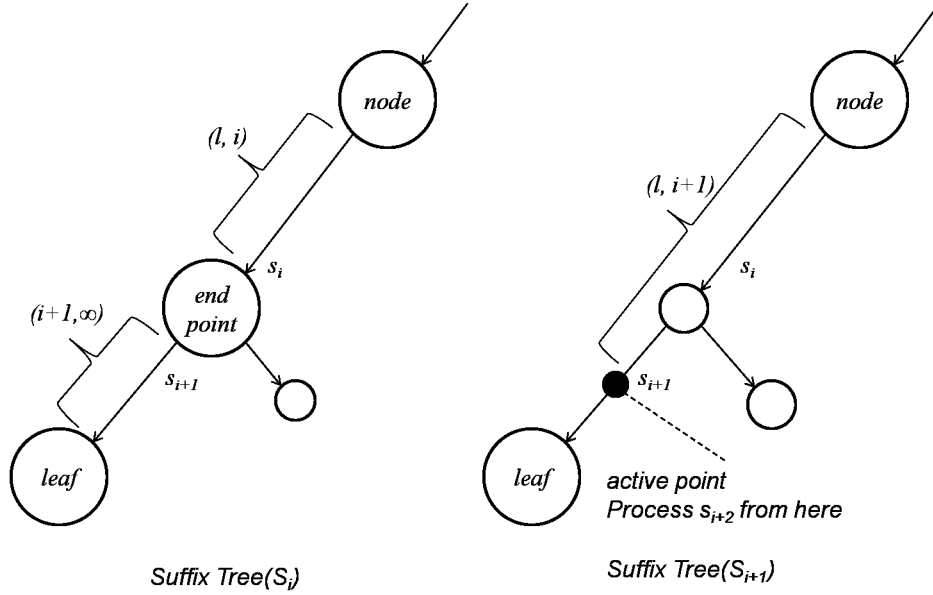 node
(l, i)
s_i
end
point
(i+1,∞)
s_{i+1}
leaf
Suffix Tree(S_i)
node
(l, i+1)
s_i
s_{i+1}
leaf
active point
Process s_{i+2} from here
Suffix Tree(S_{i+1})